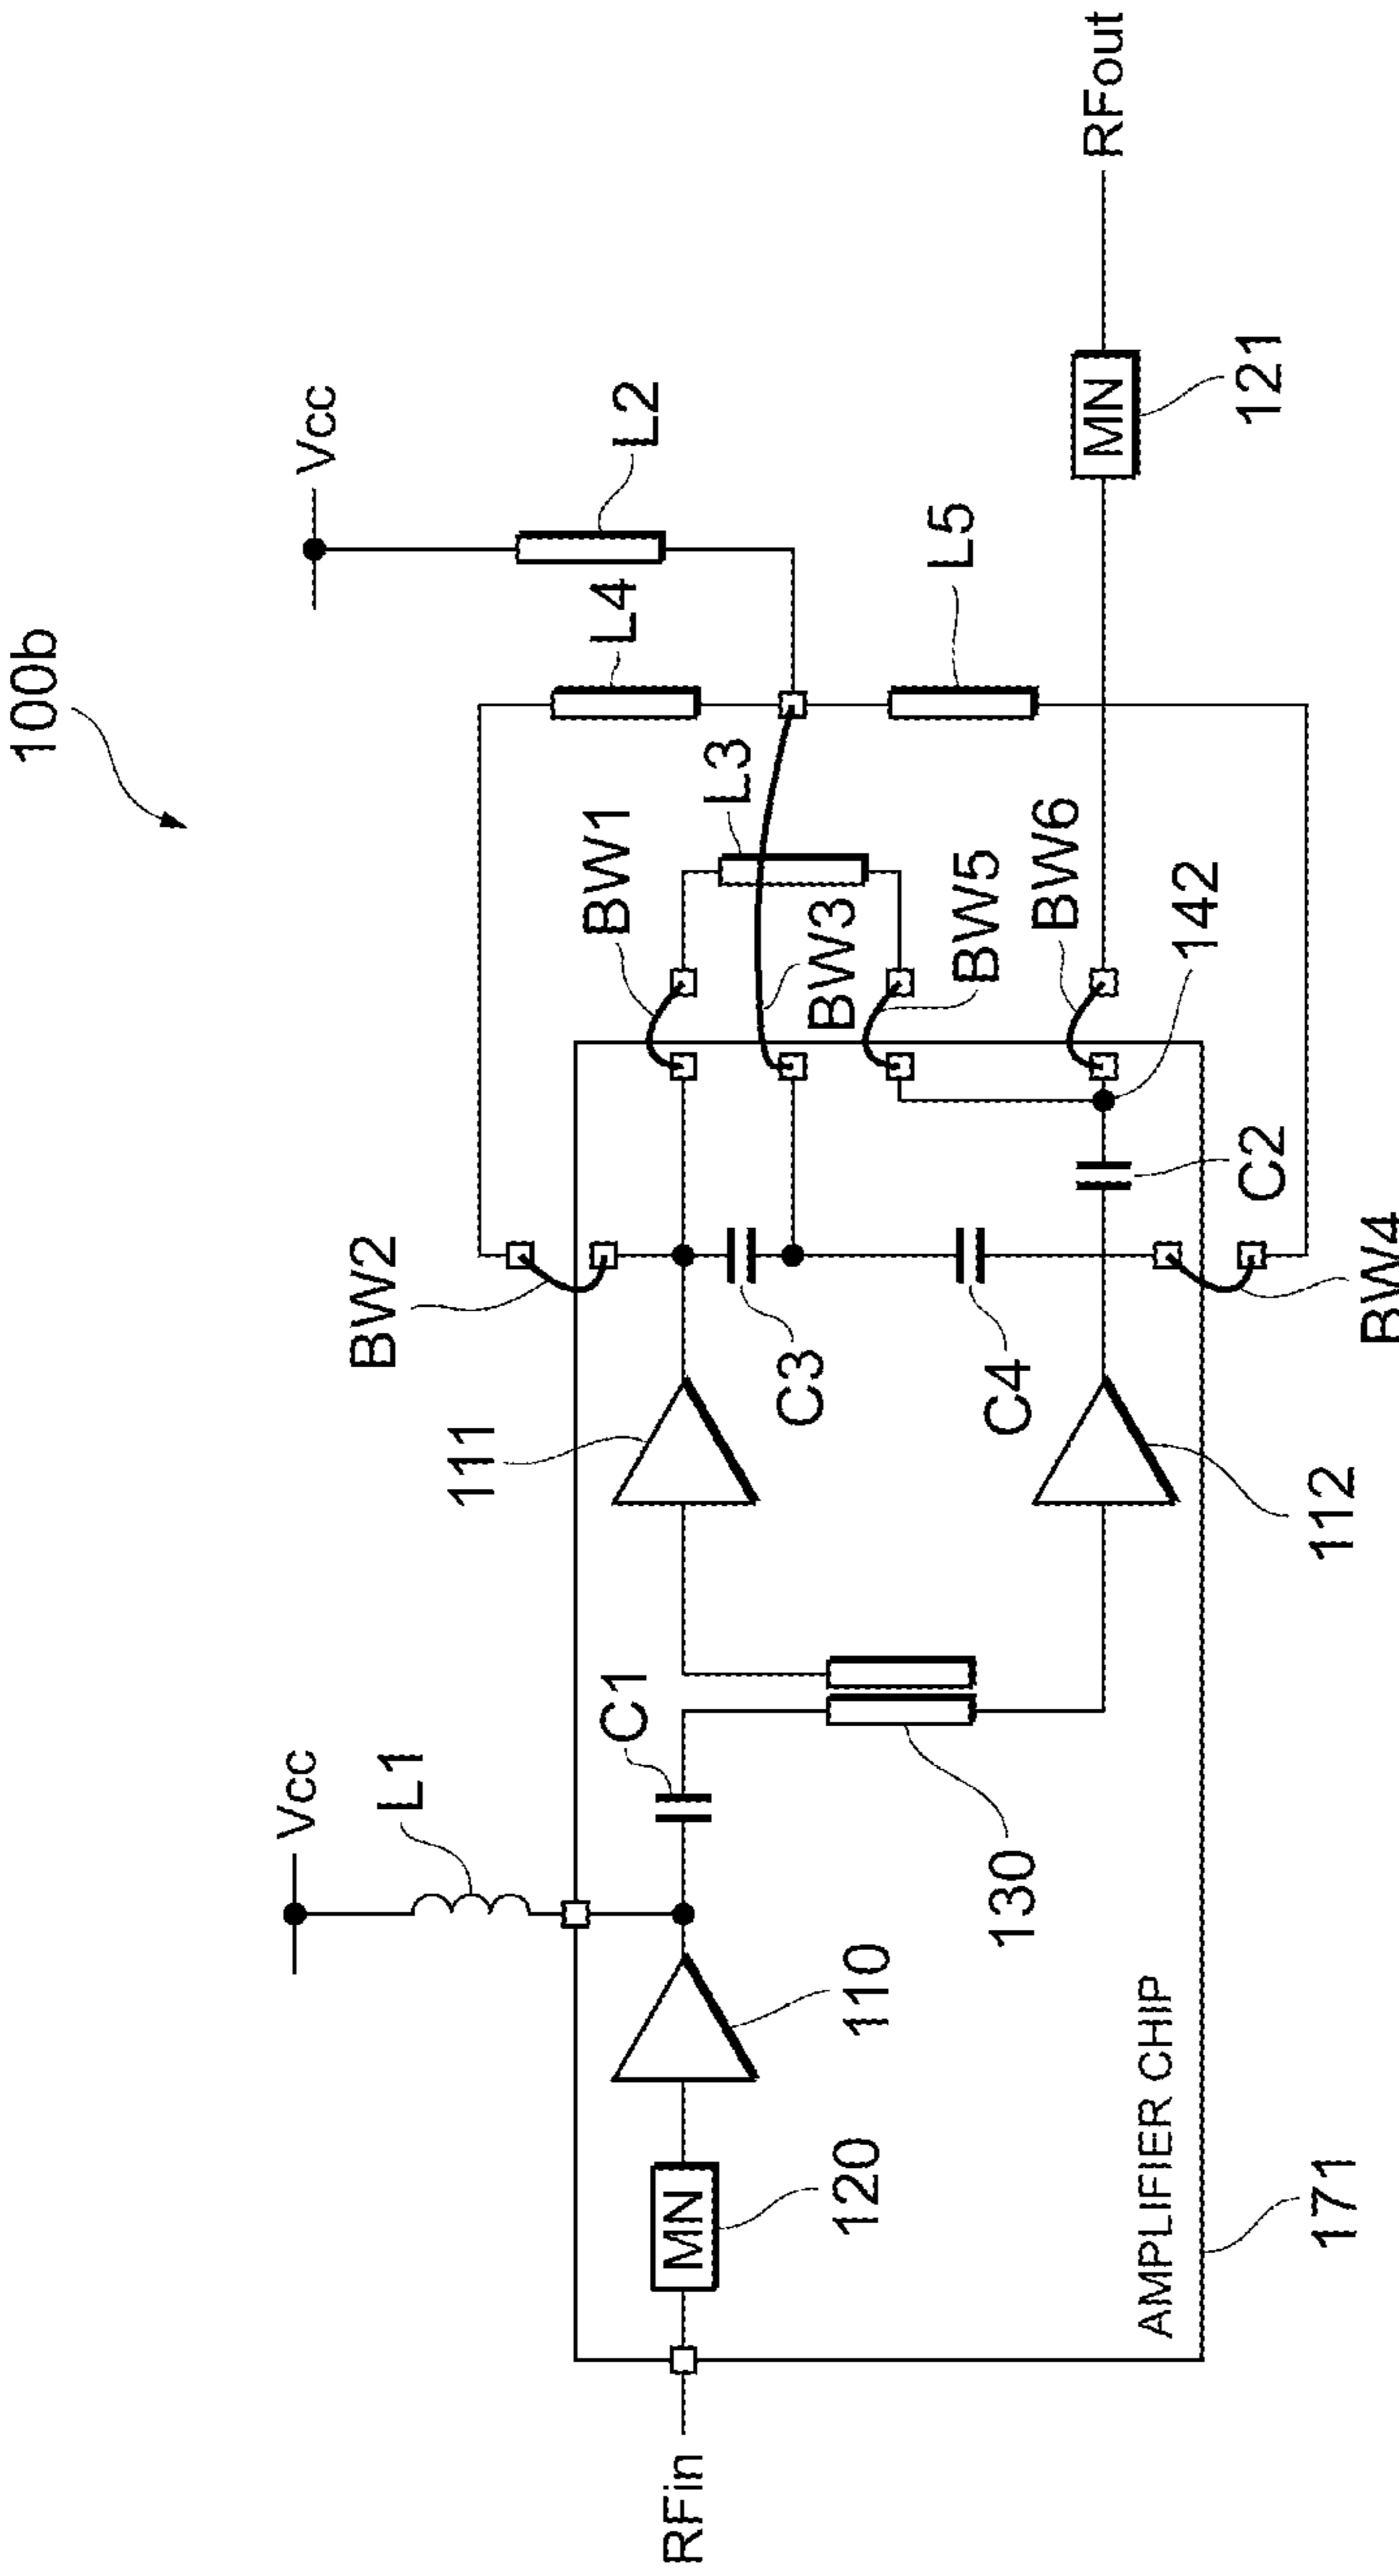 100b
Vcc
L1
Vcc
L2
L4
BW2
BW1
L3
L5
111
C1
BW3
C3
BW5
BW6
RFin
MN
120
110
130
C4
142
MN
RFout
121
C2
112
BW4
AMPLIFIER CHIP
171